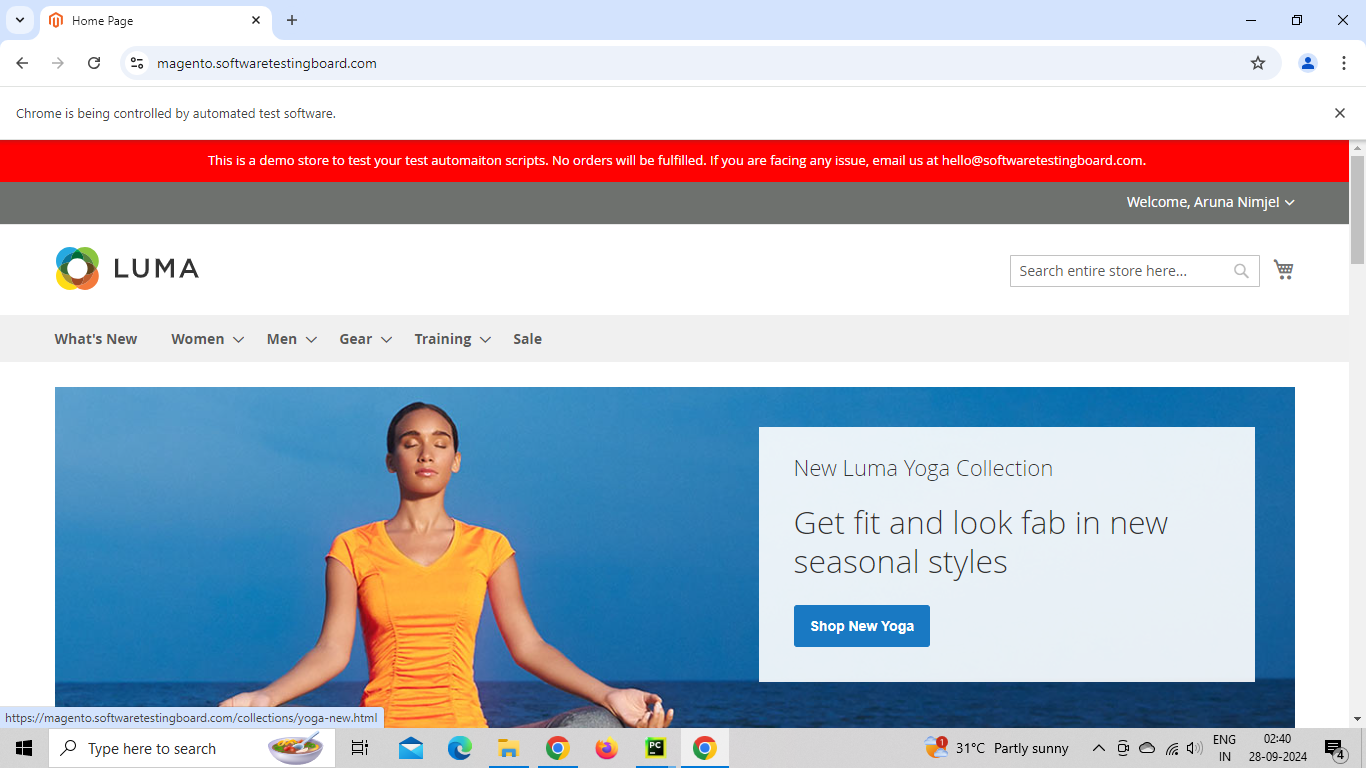 Home Page
magento.softwaretestingboard.com
Chrome is being controlled by automated test software.
This is a demo store to test your test automaiton scripts. No orders will be fulfilled. If you are facing any issue, email us at hello@softwaretestingboard.com.
Welcome, Aruna Nimje!
LUMA
Search entire store here...
What's New Women Men Gear Training Sale
New Luma Yoga Collection
Get fit and look fab in new
seasonal styles
Shop New Yoga
https://magento.softwaretestingboard.com/collections/yoga-new.html
Type here to search
PC
1
31°C Partly sunny
ENG
IN
02:40
28-09-2024
4